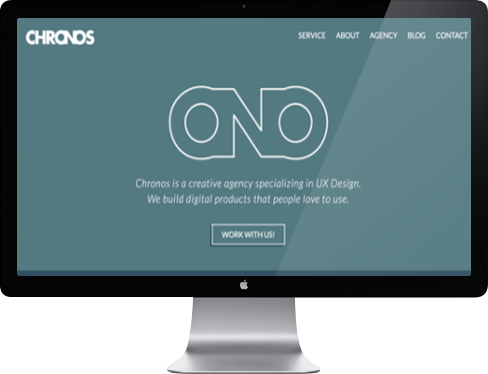 CHRONOS
SERVICE ABOUT AGENCY BLOG CONTACT
ONO
Chronos is a creative agency specializing in UX Design.
We build digital products that people love to use.
WORK WITH US!